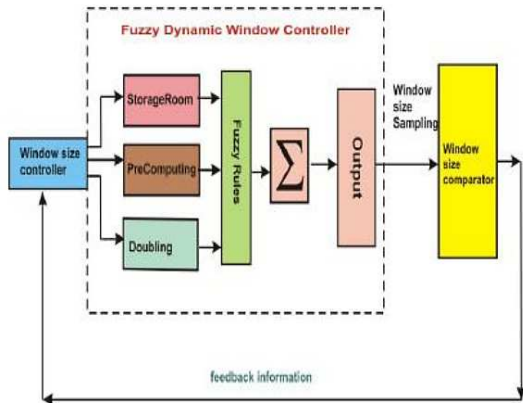 Fuzzy Dynamic Window Controller
Window size
controller
StorageRoom
PreComputing
Doubling
Fuzzy Rules
Σ
Output
Window
size
Sampling
Window
size
comparator
feedback information